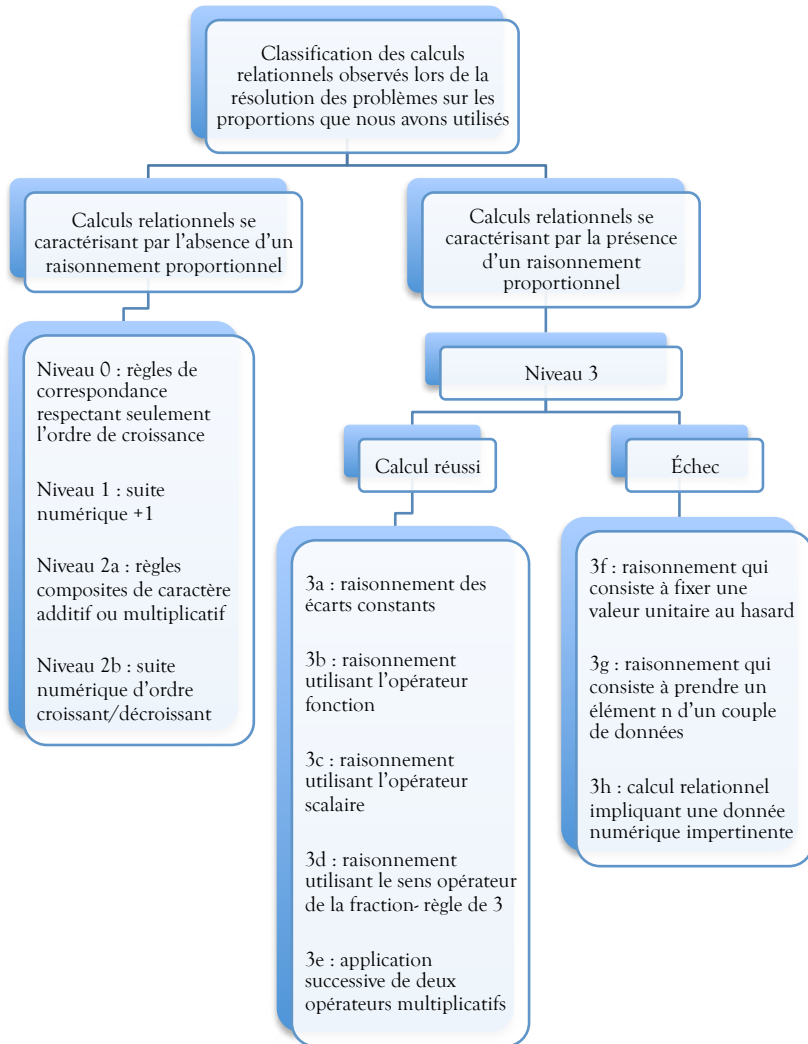 Classification des calculs
relationnels observés lors de la
résolution des problèmes sur les
proportions que nous avons utilisés
Calculs relationnels se
caractérisant par l'absence d'un
raisonnement proportionnel
Calculs relationnels se
caractérisant par la présence
d'un raisonnement
proportionnel
Niveau 0 : règles de
correspondance
respectant seulement
l'ordre de croissance
Niveau 1 : suite
numérique +1
Niveau 2a : règles
composites de caractère
additif ou multiplicatif
Niveau 2b : suite
numérique d'ordre
croissant/décroissant
Niveau 3
Calcul réussi
Échec
3a : raisonnement des
écarts constants
3b : raisonnement
utilisant l'opérateur
fonction
3c : raisonnement
utilisant l'opérateur
scalaire
3d : raisonnement
utilisant le sens opérateur
de la fraction- règle de 3
3e : application
successive de deux
opérateurs multiplicatifs
3f : raisonnement qui
consiste à fixer une
valeur unitaire au hasard
3g : raisonnement qui
consiste à prendre un
élément n d'un couple
de données
3h : calcul relationnel
impliquant une donnée
numérique impertinente